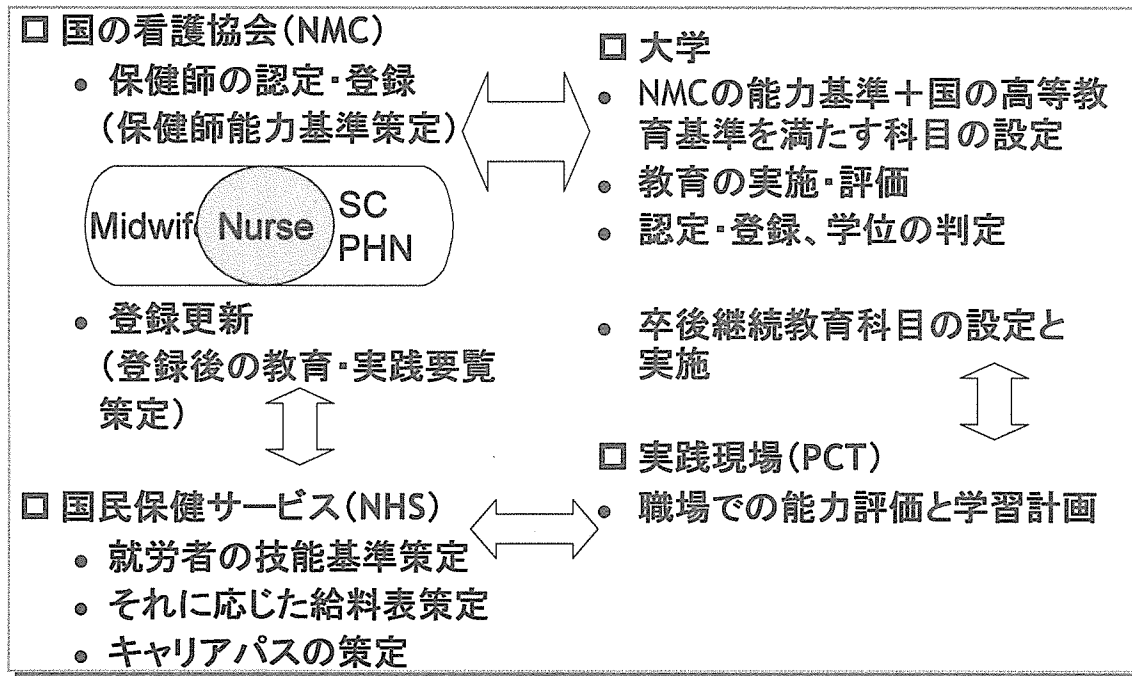 □ 国の看護協会(NMC)
• 保健師の認定・登録
(保健師能力基準策定)
Midwif Nurse SC
PHN
• 登録更新
(登録後の教育・実践要覧
策定)
□ 国民保健サービス(NHS)
• 就労者の技能基準策定
• それに応じた給料表策定
• キャリアパスの策定
□ 大学
• NMCの能力基準+国の高等教
育基準を満たす科目の設定
• 教育の実施・評価
• 認定・登録、学位の判定
• 卒後継続教育科目の設定と
実施
□ 実践現場(PCT)
• 職場での能力評価と学習計画